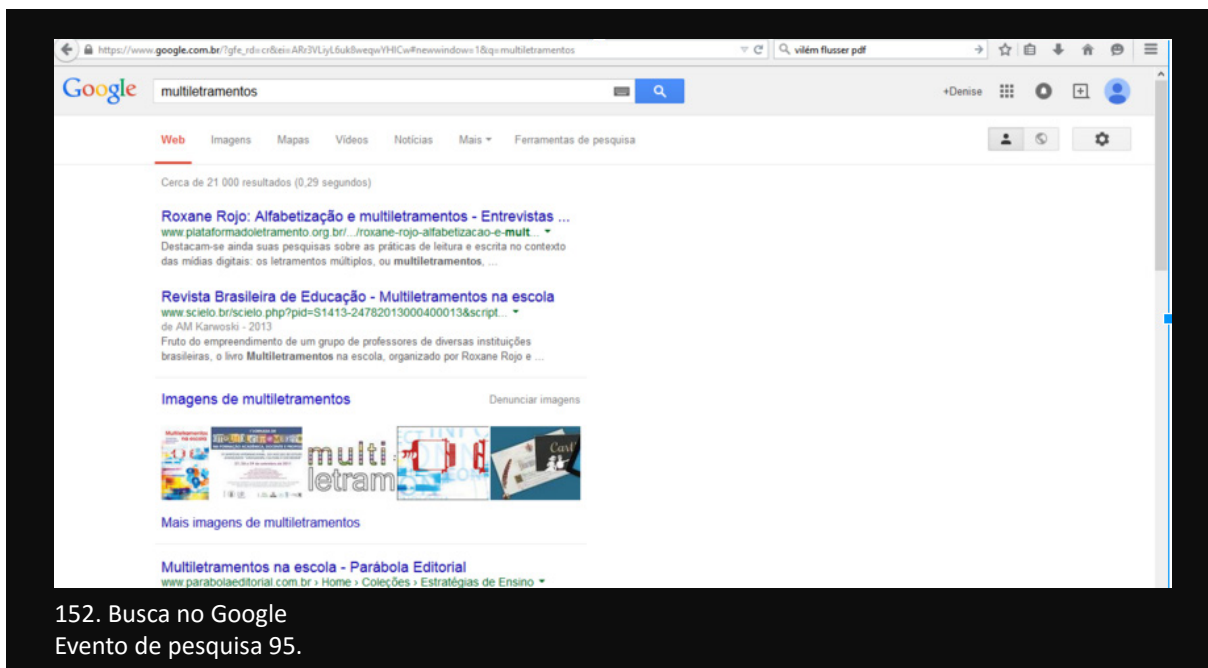 https://www.google.com.br/?gfe_rd=cr&ei=ARr3VLiyL6uk8weqwYHICw#newwindow=1&q=multiletramentos vilém flusser pdf
Google multiletramentos +Denise
Web Imagens Mapas Vídeos Notícias Mais Ferramentas de pesquisa
Cerca de 21 000 resultados (0,29 segundos)
Roxane Rojo: Alfabetização e multiletramentos - Entrevistas ...
www.plataformadoletramento.org.br/.../roxane-rojo-alfabetizacao-e-mult...
Destacam-se ainda suas pesquisas sobre as práticas de leitura e escrita no contexto
das mídias digitais: os letramentos múltiplos, ou multiletramentos, ...
Revista Brasileira de Educação - Multiletramentos na escola
www.scielo.br/scielo.php?pid=S1413-24782013000400013&script...
de AM Karwoski - 2013
Fruto do empreendimento de um grupo de professores de diversas instituições
brasileiras, o livro Multiletramentos na escola, organizado por Roxane Rojo e ...
Imagens de multiletramentos Denunciar imagens
multi
letram
Mais imagens de multiletramentos
Multiletramentos na escola - Parábola Editorial
www.parabolaeditorial.com.br › Home › Coleções › Estratégias de Ensino
152. Busca no Google
Evento de pesquisa 95.